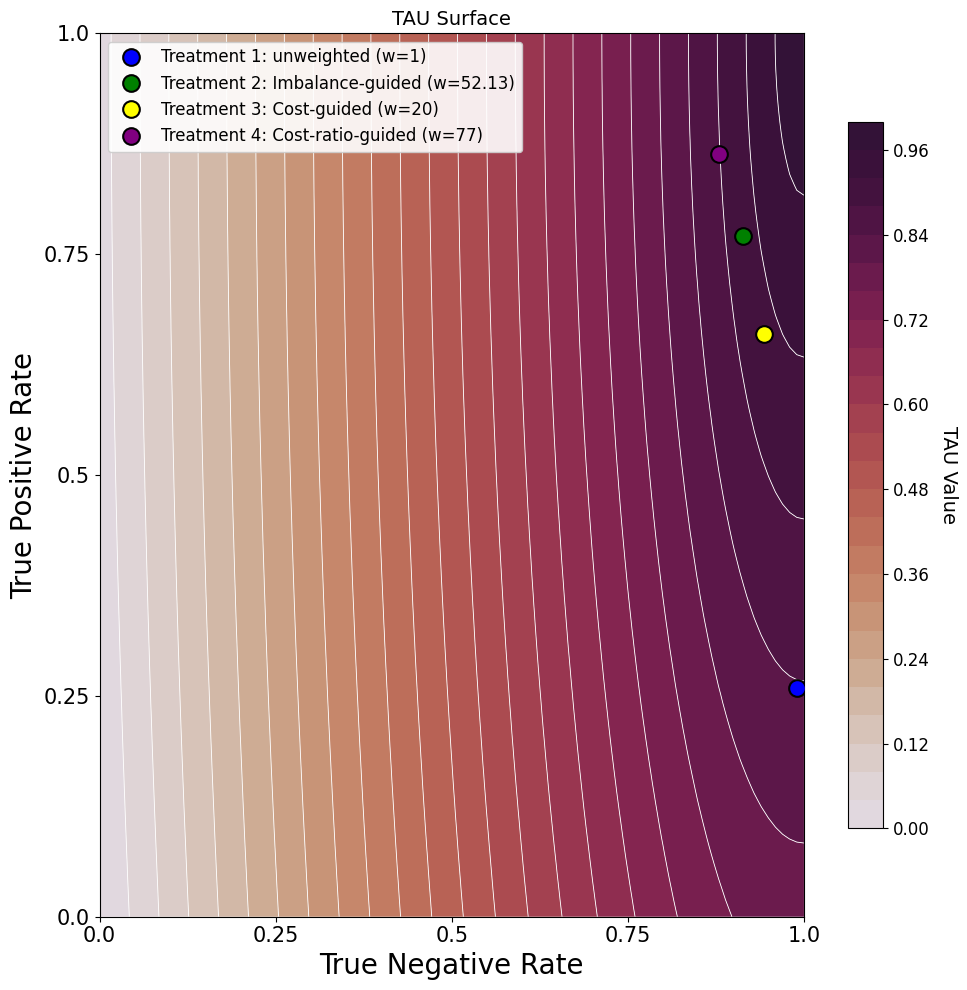 TAU Surface
Treatment 1: unweighted (w=1)
Treatment 2: Imbalance-guided (w=52.13)
Treatment 3: Cost-guided (w=20)
Treatment 4: Cost-ratio-guided (w=77)
1.0
0.75
0.5
0.25
0.0
True Positive Rate
0.0
0.25
0.5
0.75
1.0
True Negative Rate
0.96
0.84
0.72
0.60
0.48
0.36
0.24
0.12
0.00
TAU Value